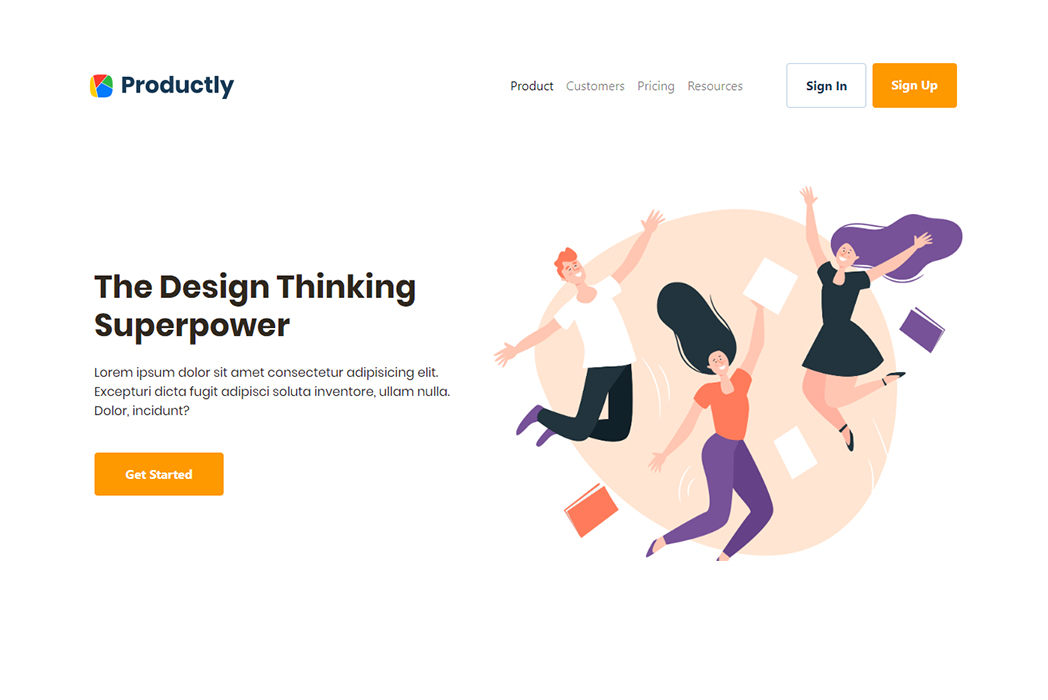 Productly
Product Customers Pricing Resources Sign In Sign Up
The Design Thinking
Superpower
Lorem ipsum dolor sit amet consectetur adipisicing elit.
Excepturi dicta fugit adipisci soluta inventore, ullam nulla.
Dolor, incidunt?
Get Started